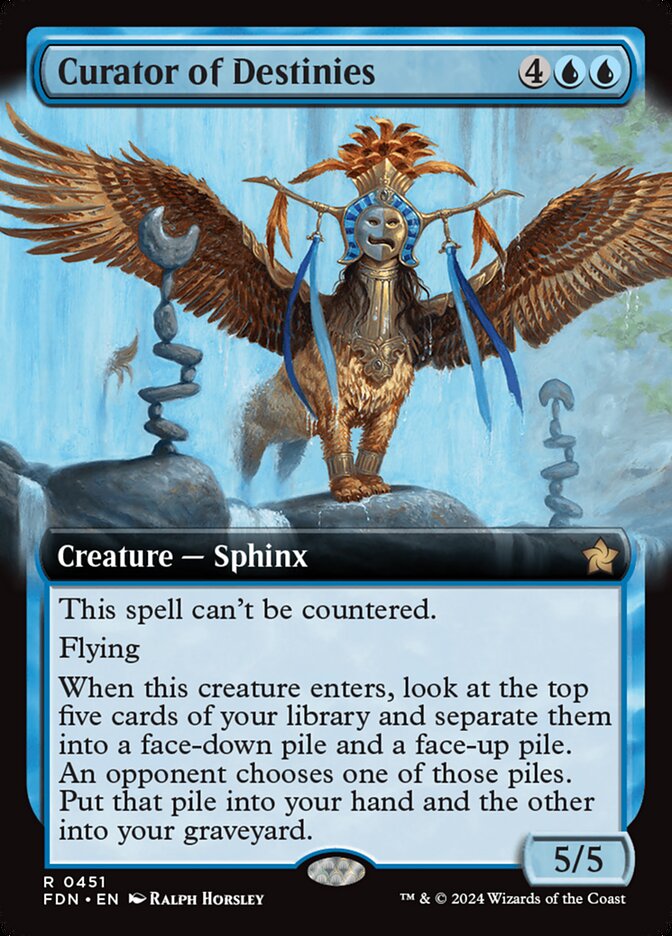 Curator of Destinies 4
Creature — Sphinx
This spell can't be countered.
Flying
When this creature enters, look at the top
five cards of your library and separate them
into a face-down pile and a face-up pile.
An opponent chooses one of those piles.
Put that pile into your hand and the other
into your graveyard.
5/5
R 0451
FDN • EN RALPH HORSLEY
™ & © 2024 Wizards of the Coast